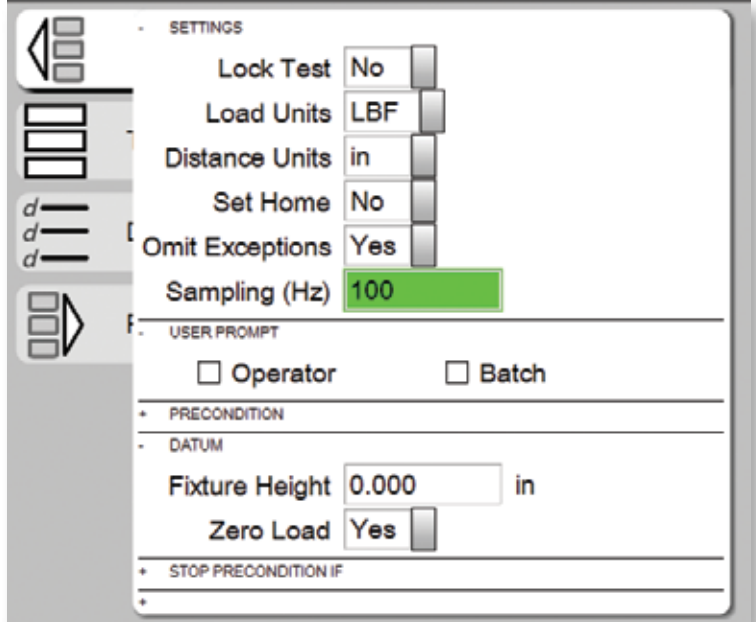 - SETTINGS
Lock Test No
Load Units LBF
Distance Units in
Set Home No
Omit Exceptions Yes
Sampling (Hz) 100
- USER PROMPT
Operator Batch
+ PRECONDITION
- DATUM
Fixture Height 0.000 in
Zero Load Yes
+ STOP PRECONDITION IF
+
d
d
d